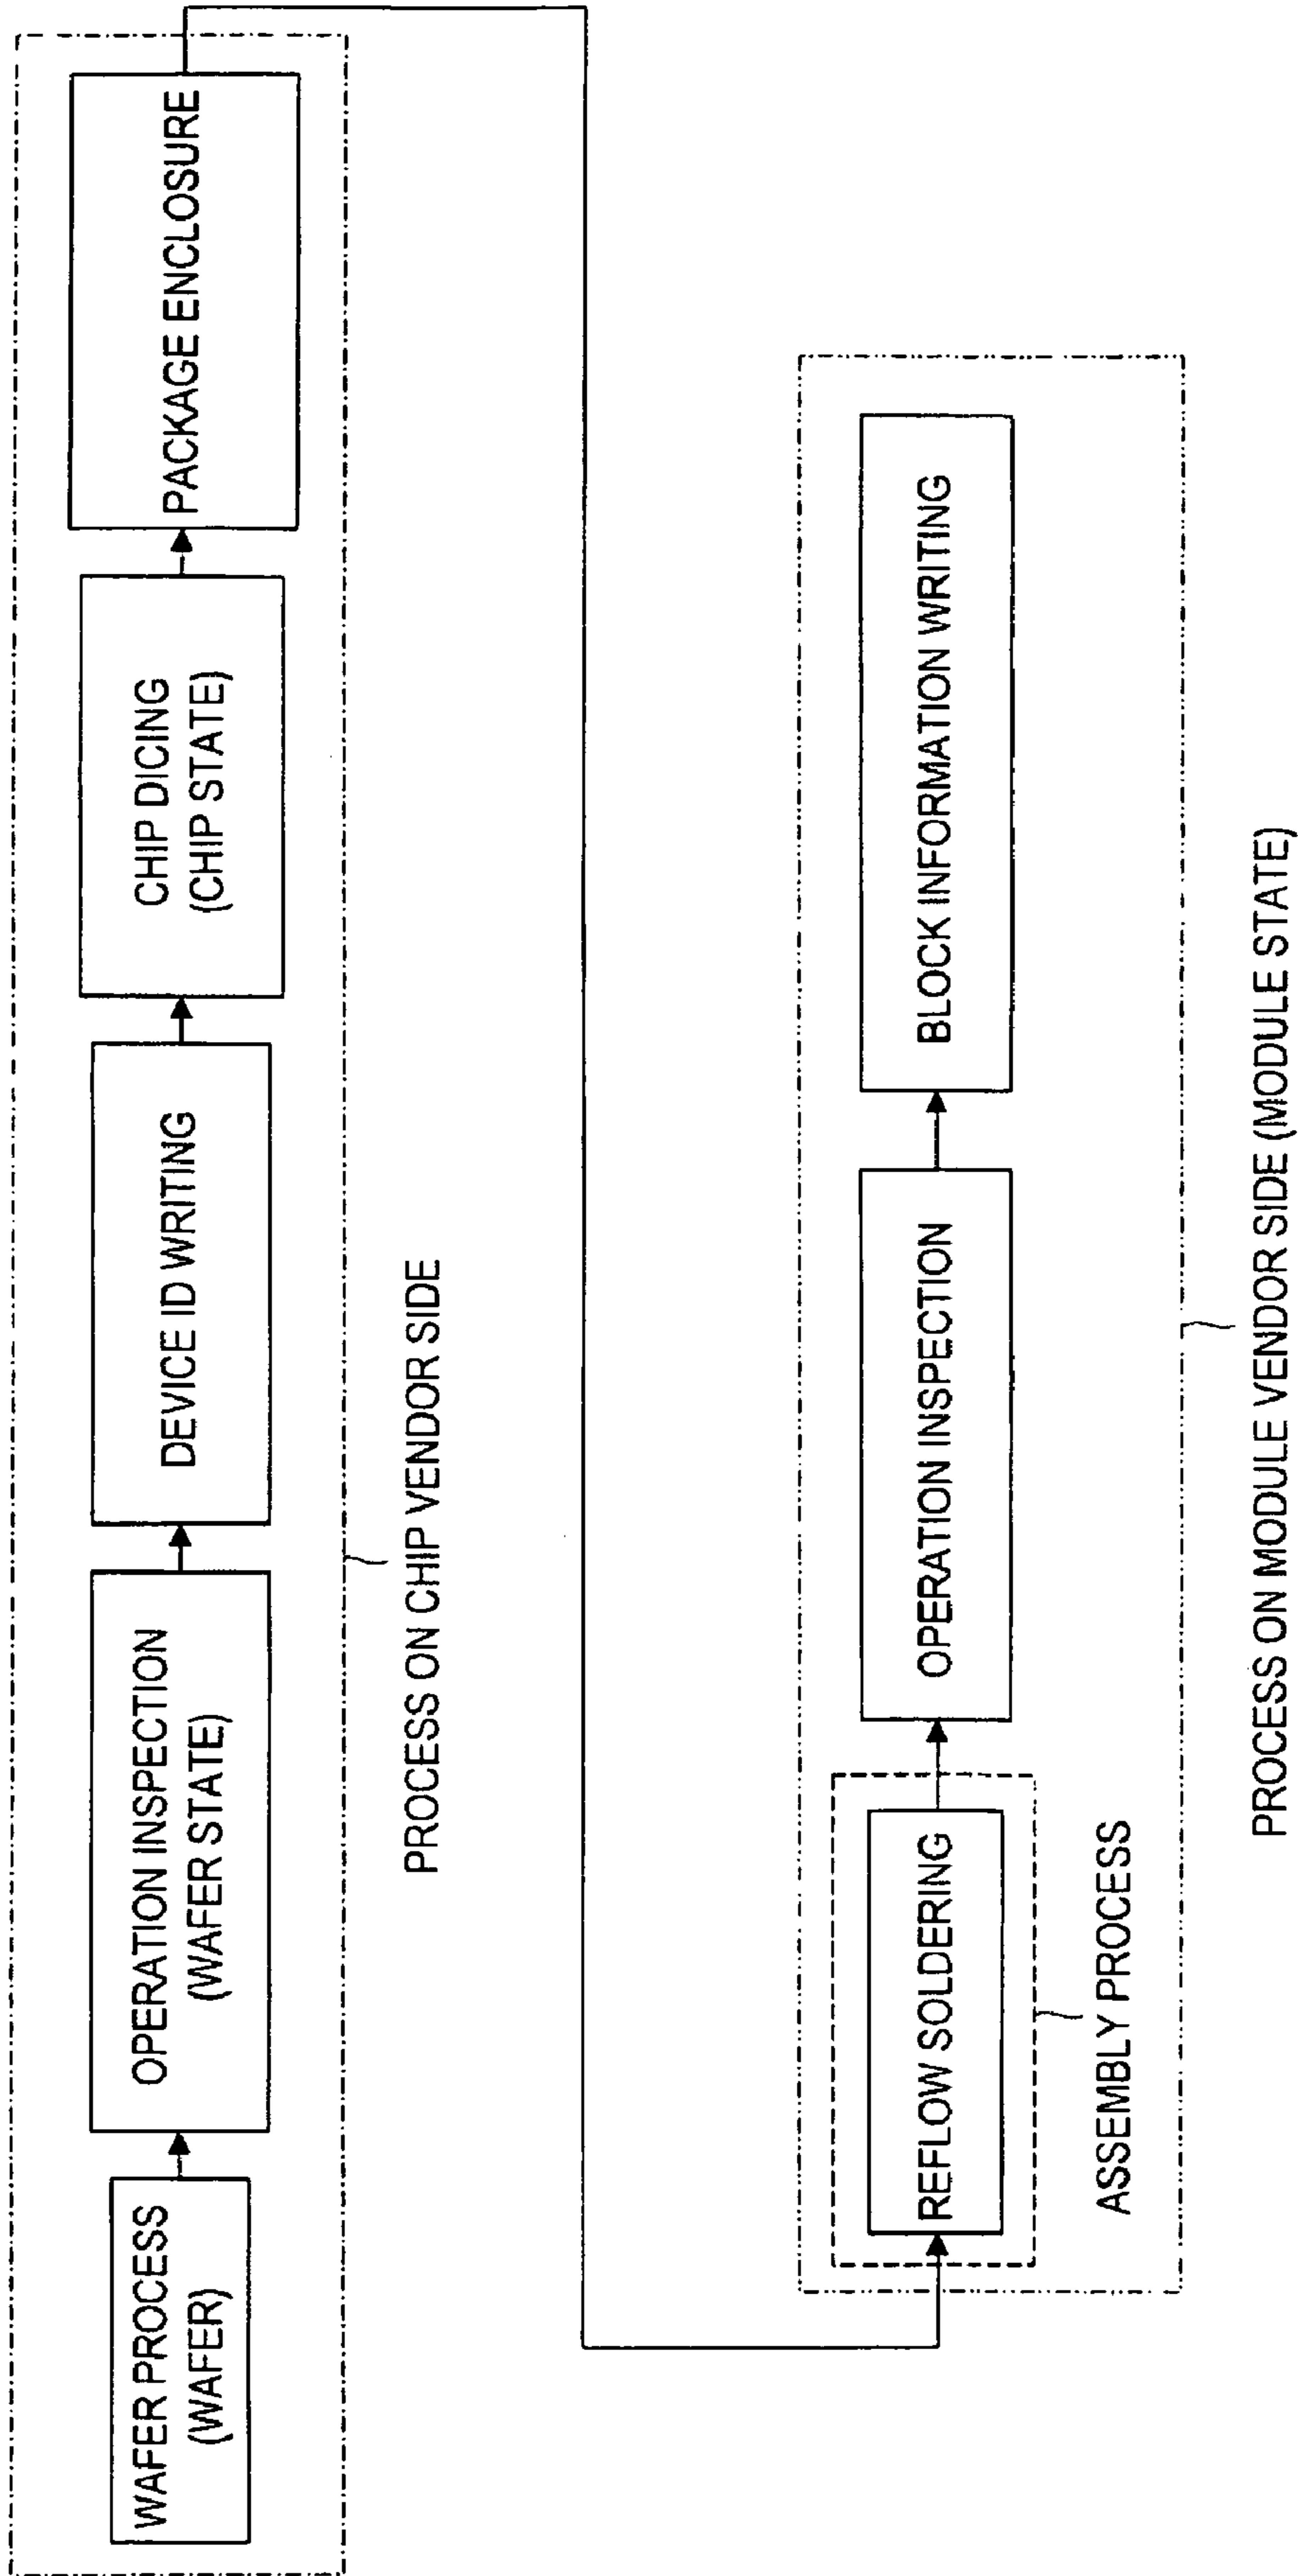 WAFER PROCESS
(WAFER)
OPERATION INSPECTION
(WAFER STATE)
DEVICE ID WRITING
CHIP DICING
(CHIP STATE)
PACKAGE ENCLOSURE
PROCESS ON CHIP VENDOR SIDE
REFLOW SOLDERING
OPERATION INSPECTION
BLOCK INFORMATION WRITING
ASSEMBLY PROCESS
PROCESS ON MODULE VENDOR SIDE (MODULE STATE)